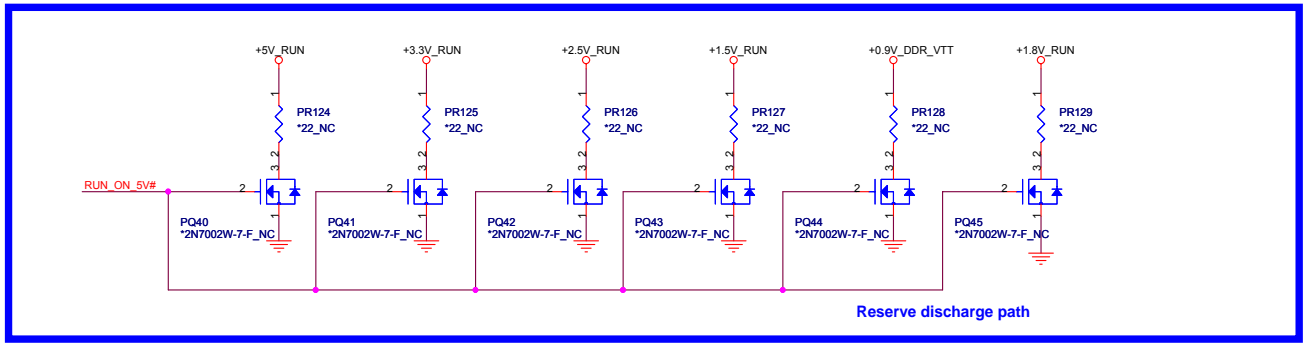 +5V_RUN
+3.3V_RUN
+2.5V_RUN
+1.5V_RUN
+0.9V_DDR_VTT
+1.8V_RUN
1
1
1
1
1
1
PR124
*22_NC
PR125
*22_NC
PR126
*22_NC
PR127
*22_NC
PR128
*22_NC
PR129
*22_NC
3 2
3 2
3 2
3 2
3 2
3 2
RUN_ON_5V#
2
2
2
2
2
2
1
1
1
1
1
1
PQ40
*2N7002W-7-F_NC
PQ41
*2N7002W-7-F_NC
PQ42
*2N7002W-7-F_NC
PQ43
*2N7002W-7-F_NC
PQ44
*2N7002W-7-F_NC
PQ45
*2N7002W-7-F_NC
Reserve discharge path